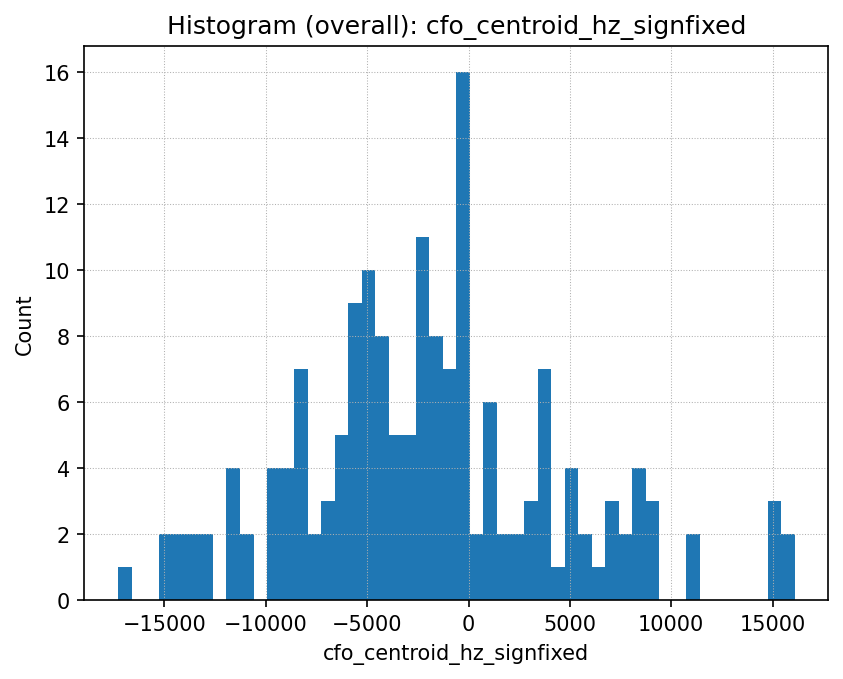 Histogram (overall): cfo_centroid_hz_signfixed
16
14
12
10
8
6
4
2
0
Count
−15000 −10000 −5000 0 5000 10000 15000
cfo_centroid_hz_signfixed